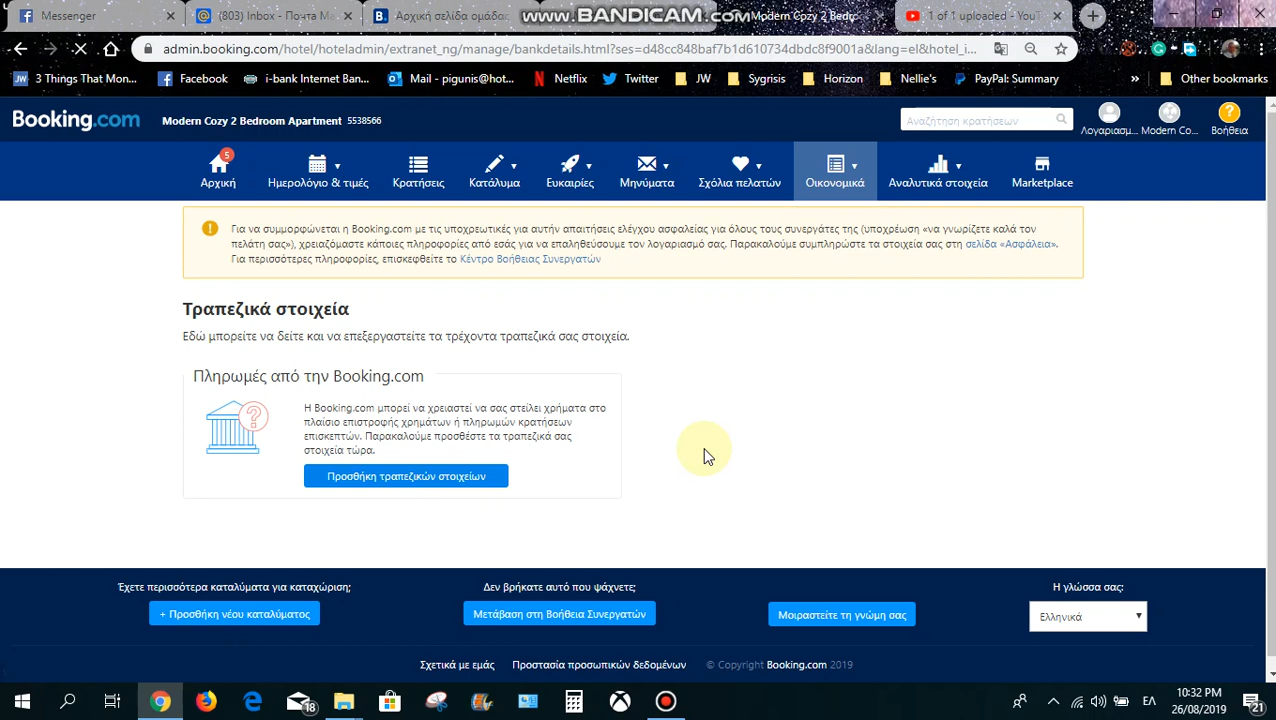 Messenger
(803) Inbox - Почта M
Αρχική σελίδα ομάδας
www.BANDICAM.com
Modern Cozy 2 Bedro
1 of 1 uploaded - YouT
admin.booking.com/hotel/hoteladmin/extranet_ng/manage/bankdetails.html?ses=d48cc848baf7b1d610734dbdc8f9001a&lang=el&hotel_i...
3 Things That Mon...
Facebook
i-bank Internet Ban...
Mail - pigunis@hot...
Netflix
Twitter
JW
Sygrisis
Horizon
Nellie's
PayPal: Summary
»
Other bookmarks
Booking.com
Modern Cozy 2 Bedroom Apartment 5538566
Αναζήτηση κρατήσεων
Λογαριασμ...
Modern Co...
Βοήθεια
5
Αρχική
Ημερολόγιο & τιμές
Κρατήσεις
Κατάλυμα
Ευκαιρίες
Μηνύματα
Σχόλια πελατών
Οικονομικά
Αναλυτικά στοιχεία
Marketplace
Για να συμμορφώνεται η Booking.com με τις υποχρεωτικές για αυτήν απαιτήσεις ελέγχου ασφαλείας για όλους τους συνεργάτες της (υποχρέωση «να γνωρίζετε καλά τον
πελάτη σας»), χρειαζόμαστε κάποιες πληροφορίες από εσάς για να επαληθεύσουμε τον λογαριασμό σας. Παρακαλούμε συμπληρώστε τα στοιχεία σας στη σελίδα «Ασφάλεια».
Για περισσότερες πληροφορίες, επισκεφθείτε το Κέντρο Βοήθειας Συνεργατών
Τραπεζικά στοιχεία
Εδώ μπορείτε να δείτε και να επεξεργαστείτε τα τρέχοντα τραπεζικά σας στοιχεία.
Πληρωμές από την Booking.com
Η Booking.com μπορεί να χρειαστεί να σας στείλει χρήματα στο
πλαίσιο επιστροφής χρημάτων ή πληρωμών κρατήσεων
επισκεπτών. Παρακαλούμε προσθέστε τα τραπεζικά σας
στοιχεία τώρα.
Προσθήκη τραπεζικών στοιχείων
Έχετε περισσότερα καταλύματα για καταχώριση;
+ Προσθήκη νέου καταλύματος
Δεν βρήκατε αυτό που ψάχνετε;
Μετάβαση στη Βοήθεια Συνεργατών
Μοιραστείτε τη γνώμη σας
Η γλώσσα σας:
Ελληνικά
Σχετικά με εμάς
Προστασία προσωπικών δεδομένων
© Copyright Booking.com 2019
18
ΕΛ
10:32 PM
26/08/2019
21